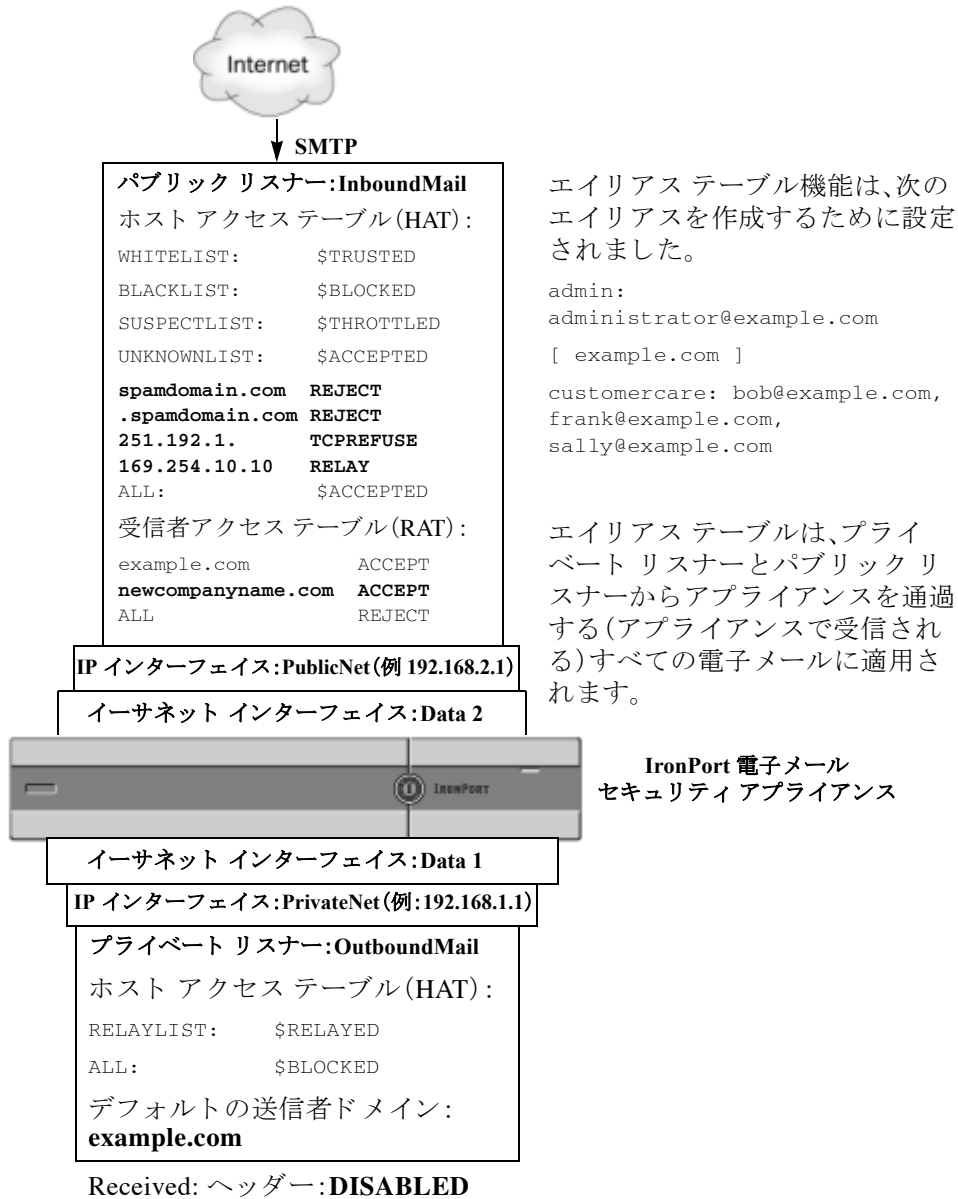 Internet
SMTP
パブリック リスナー:InboundMail
ホスト アクセス テーブル(HAT):
WHITELIST: $TRUSTED
BLACKLIST: $BLOCKED
SUSPECTLIST: $THROTTLED
UNKNOWNLIST: $ACCEPTED
spamdomain.com REJECT
.spamdomain.com REJECT
251.192.1. TCPREFUSE
169.254.10.10 RELAY
ALL: $ACCEPTED
受信者アクセス テーブル(RAT):
example.com ACCEPT
newcompanyname.com ACCEPT
ALL REJECT
IP インターフェイス:PublicNet(例 192.168.2.1)
イーサネット インターフェイス:Data 2
エイリアス テーブル機能は、次の
エイリアスを作成するために設定
されました。
admin:
administrator@example.com
[ example.com ]
customercare: bob@example.com,
frank@example.com,
sally@example.com
エイリアス テーブルは、プライ
ベート リスナーとパブリック リ
スナーからアプライアンスを通過
する(アプライアンスで受信され
る)すべての電子メールに適用さ
れます。
IRONPORT
IronPort 電子メール
セキュリティ アプライアンス
イーサネット インターフェイス:Data 1
IP インターフェイス:PrivateNet(例:192.168.1.1)
プライベート リスナー:OutboundMail
ホスト アクセス テーブル(HAT):
RELAYLIST: $RELAYED
ALL: $BLOCKED
デフォルトの送信者ドメイン:
example.com
Received: ヘッダー:DISABLED